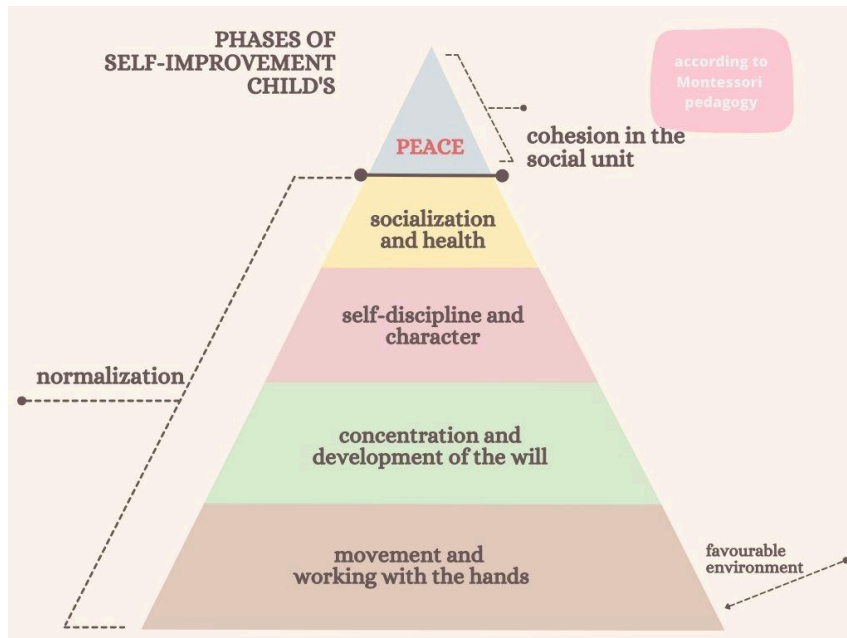 PHASES OF
SELF-IMPROVEMENT
CHILD'S
according to
Montessori
pedagogy
PEACE
cohesion in the
social unit
socialization
and health
self-discipline and
character
normalization
concentration and
development of the will
movement and
working with the hands
favourable
environment